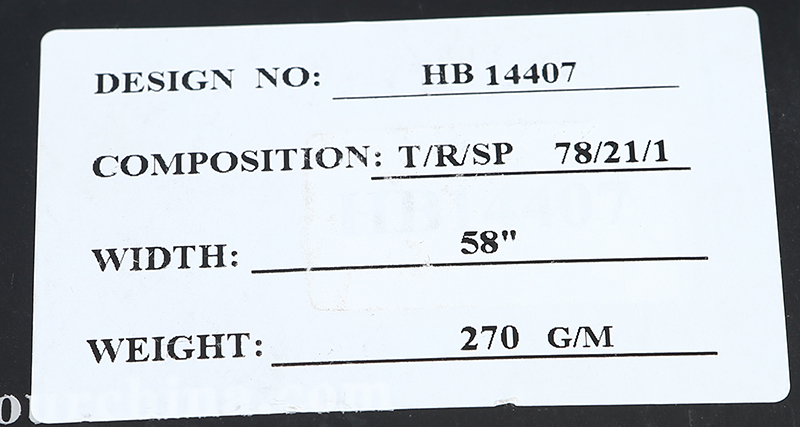 DESIGN NO: HB 14407
COMPOSITION: T/R/SP 78/21/1
WIDTH: 58"
WEIGHT: 270 G/M